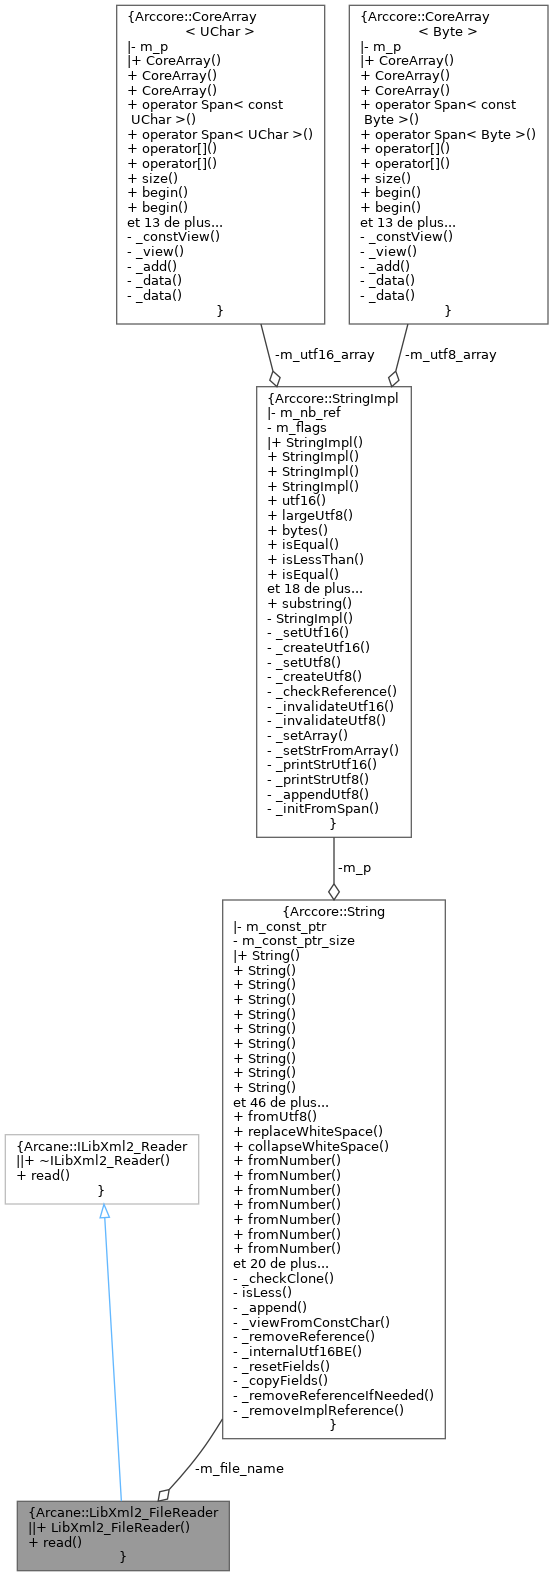 {Arccore::CoreArray
< UChar >
|- m_p
|+ CoreArray()
+ CoreArray()
+ CoreArray()
+ operator Span< const
UChar >()
+ operator Span< UChar >()
+ operator[]()
+ operator[]()
+ size()
+ begin()
+ begin()
et 13 de plus...
- _constView()
- _view()
- _add()
- _data()
- _data()
}
{Arccore::CoreArray
< Byte >
|- m_p
|+ CoreArray()
+ CoreArray()
+ CoreArray()
+ operator Span< const
Byte >()
+ operator Span< Byte >()
+ operator[]()
+ operator[]()
+ size()
+ begin()
+ begin()
et 13 de plus...
- _constView()
- _view()
- _add()
- _data()
- _data()
}
-m_utf16_array
-m_utf8_array
{Arccore::StringImpl
|- m_nb_ref
- m_flags
|+ StringImpl()
+ StringImpl()
+ StringImpl()
+ StringImpl()
+ utf16()
+ largeUtf8()
+ bytes()
+ isEqual()
+ isLessThan()
+ isEqual()
et 18 de plus...
+ substring()
- StringImpl()
- _setUtf16()
- _createUtf16()
- _setUtf8()
- _createUtf8()
- _checkReference()
- _invalidateUtf16()
- _invalidateUtf8()
- _setArray()
- _setStrFromArray()
- _printStrUtf16()
- _printStrUtf8()
- _appendUtf8()
- _initFromSpan()
}
-m_p
{Arccore::String
|- m_const_ptr
- m_const_ptr_size
|+ String()
+ String()
+ String()
+ String()
+ String()
+ String()
+ String()
+ String()
+ String()
+ String()
et 46 de plus...
+ fromUtf8()
+ replaceWhiteSpace()
+ collapseWhiteSpace()
+ fromNumber()
+ fromNumber()
+ fromNumber()
+ fromNumber()
+ fromNumber()
+ fromNumber()
+ fromNumber()
et 20 de plus...
- _checkClone()
- isLess()
- _append()
- _viewFromConstChar()
- _removeReference()
- _internalUtf16BE()
- _resetFields()
- _copyFields()
- _removeReferenceIfNeeded()
- _removeImplReference()
}
{Arcane::ILibXml2_Reader
||+ ~ILibXml2_Reader()
+ read()
}
-m_file_name
{Arcane::LibXml2_FileReader
||+ LibXml2_FileReader()
+ read()
}